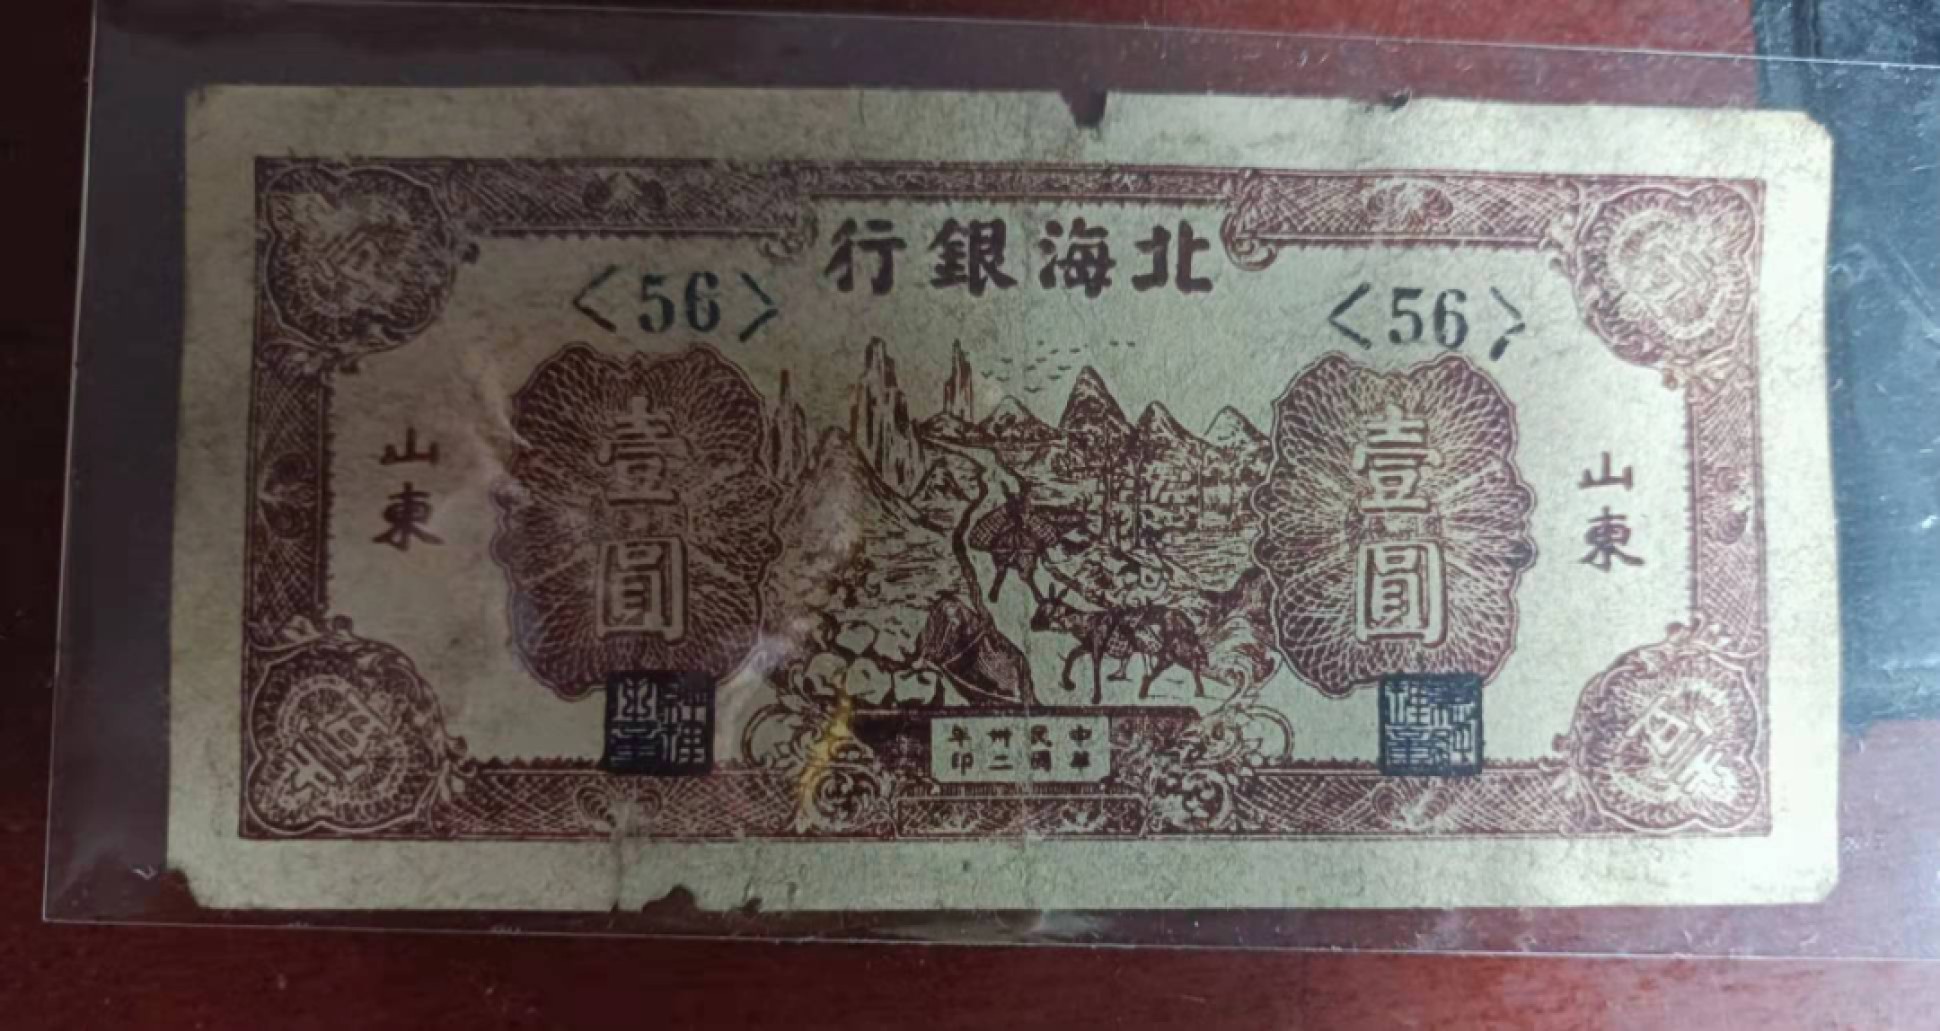 北海銀行
<56>
<56>
山東
壹圓
壹圓
山東
中華民國卅二年印